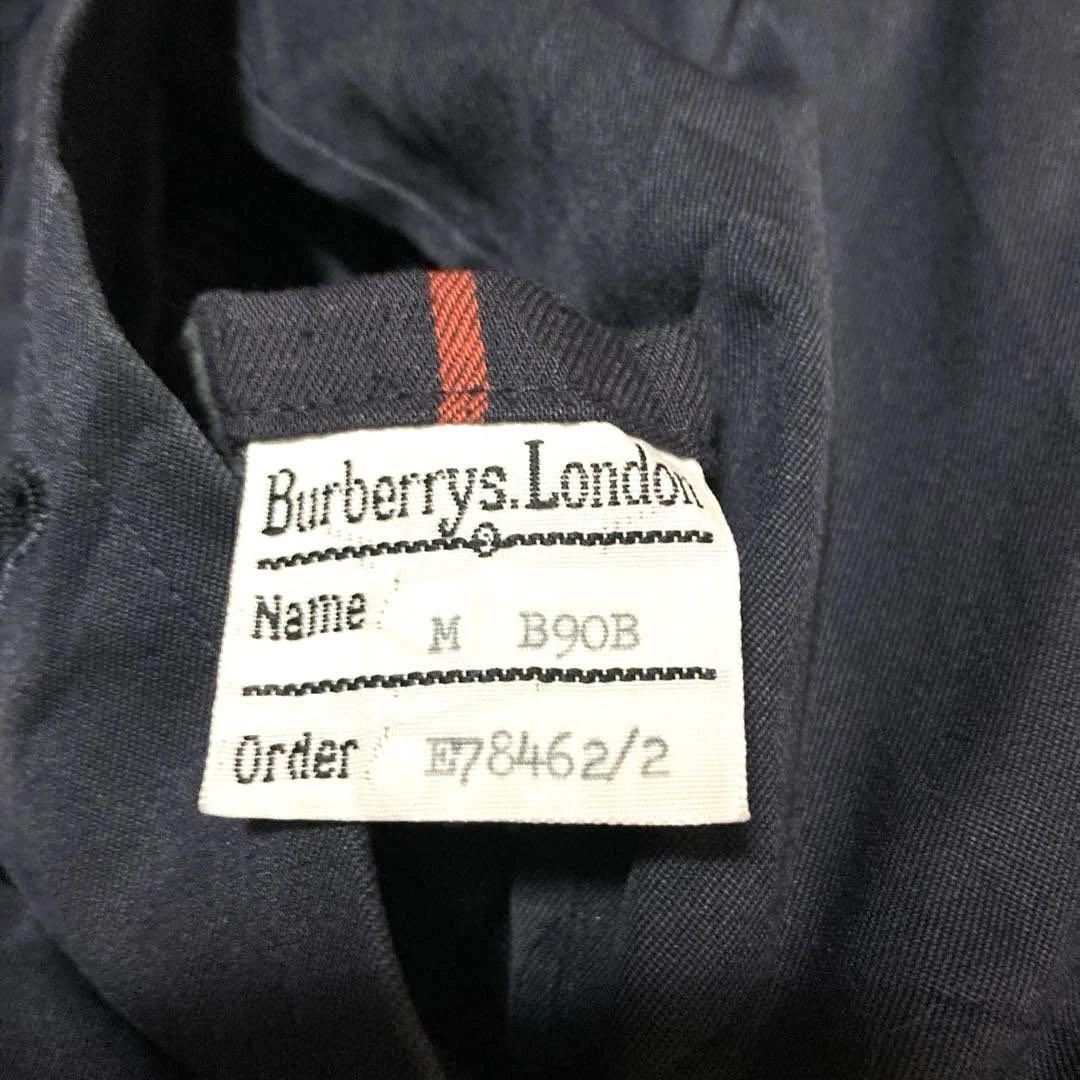 Burberrys.London
Name M B90B
Order E78462/2